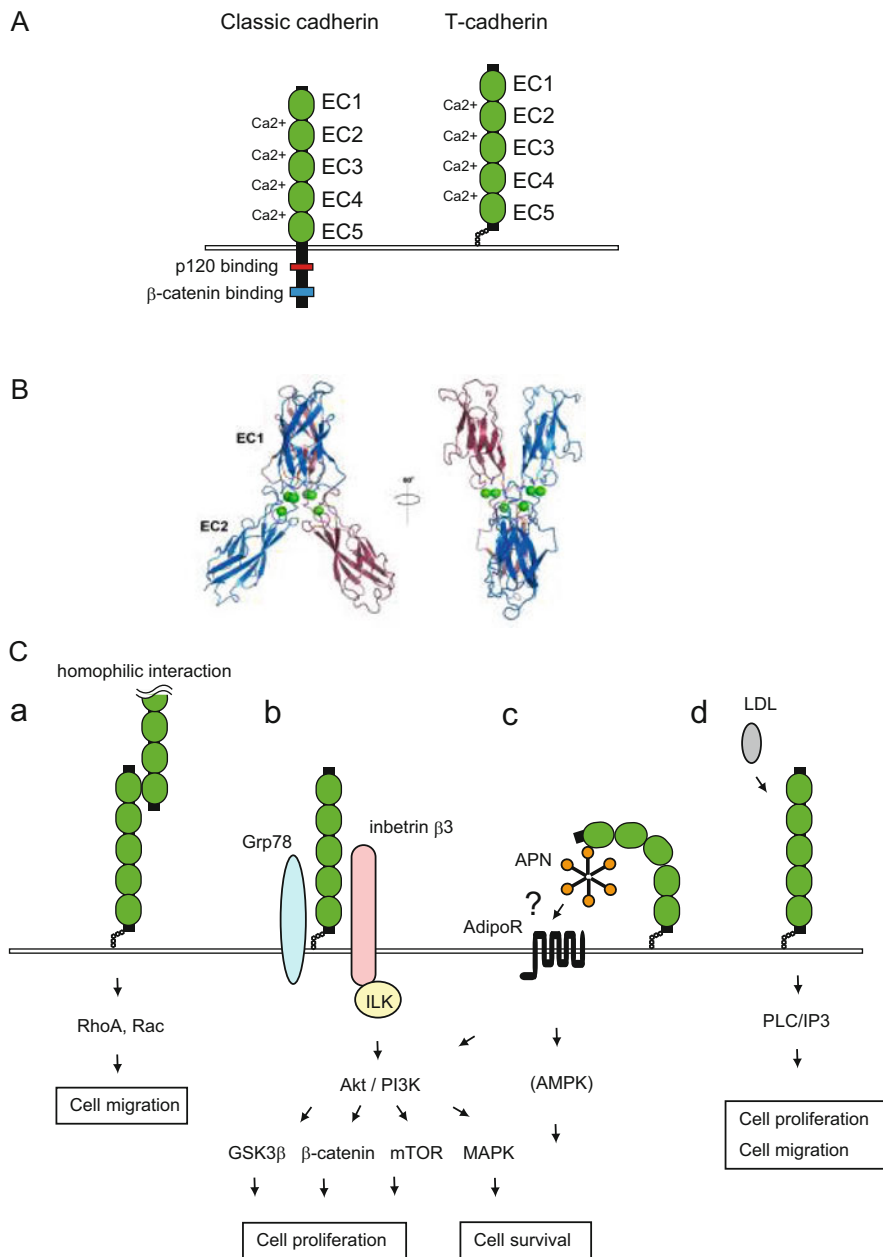 A
Classic cadherin
T-cadherin
EC1
Ca2+
EC2
Ca2+
EC3
Ca2+
EC4
Ca2+
EC5
EC1
Ca2+
EC2
Ca2+
EC3
Ca2+
EC4
Ca2+
EC5
p120 binding
β-catenin binding
B
EC1
EC2
C
homophilic interaction
a
b
c
d
LDL
Grp78
inbetrin β3
APN
?
AdipoR
ILK
RhoA, Rac
Akt / PI3K
(AMPK)
PLC/IP3
Cell migration
GSK3β β-catenin mTOR MAPK
Cell proliferation
Cell migration
Cell proliferation
Cell survival